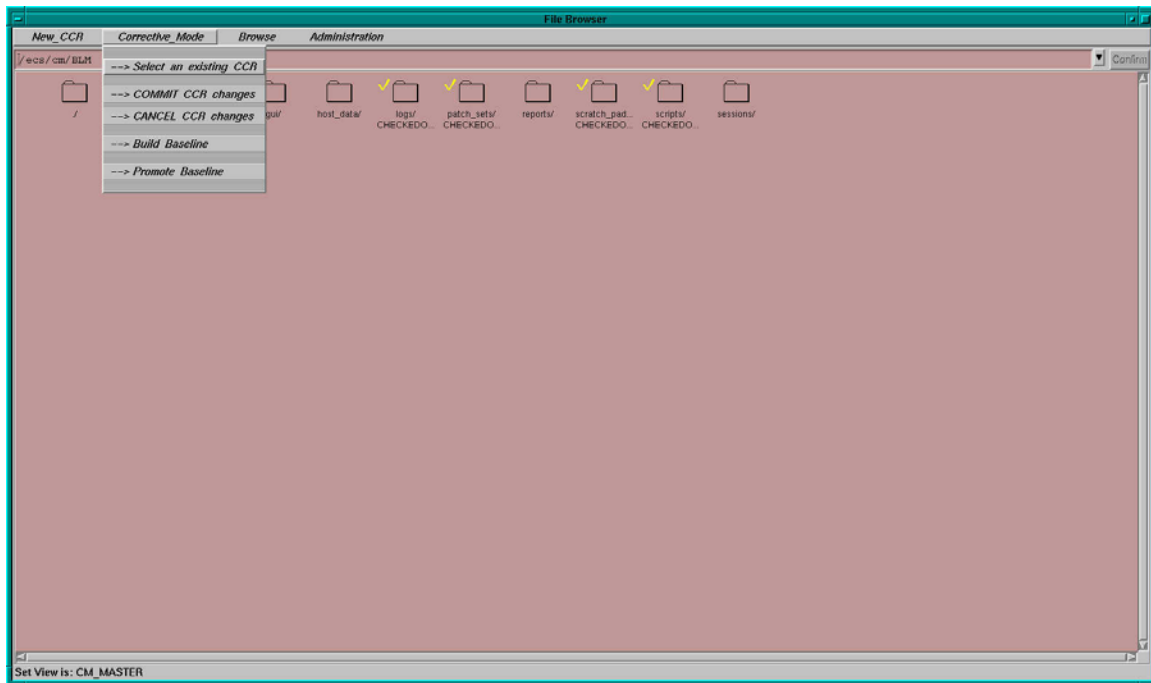 File Browser
New_CCR Corrective_Mode Browse Administration
/ecs/cm/BLM Confirm
--> Select an existing CCR
--> COMMIT CCR changes
--> CANCEL CCR changes
--> Build Baseline
--> Promote Baseline
/ gui/ host_data/ logs/ patch_sets/ reports/ scratch_pad... scripts/ sessions/
CHECKEDO... CHECKEDO... CHECKEDO... CHECKEDO...
Set View is: CM_MASTER